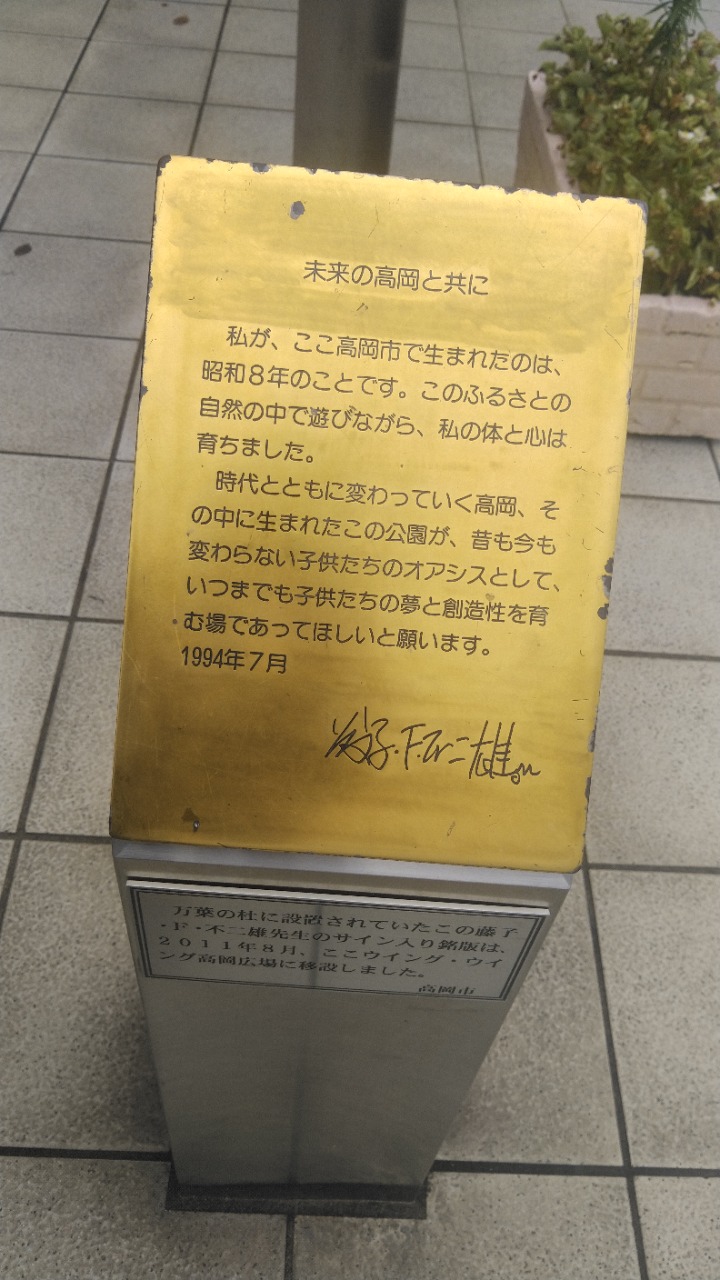 未来の高岡と共に
私が、ここ高岡市で生まれたのは、
昭和8年のことです。このふるさとの
自然の中で遊びながら、私の体と心は
育ちました。
時代とともに変わっていく高岡、そ
の中に生まれたこの公園が、昔も今も
変わらない子供たちのオアシスとして、
いつまでも子供たちの夢と創造性を育
む場であってほしいと願います。
1994年7月
藤子・F・不二雄
万葉の杜に設置されていたこの藤子
・F・不二雄先生のサイン入り銘版は、
2011年8月、ここウイング・ウイ
ング高岡広場に移設しました。
高岡市